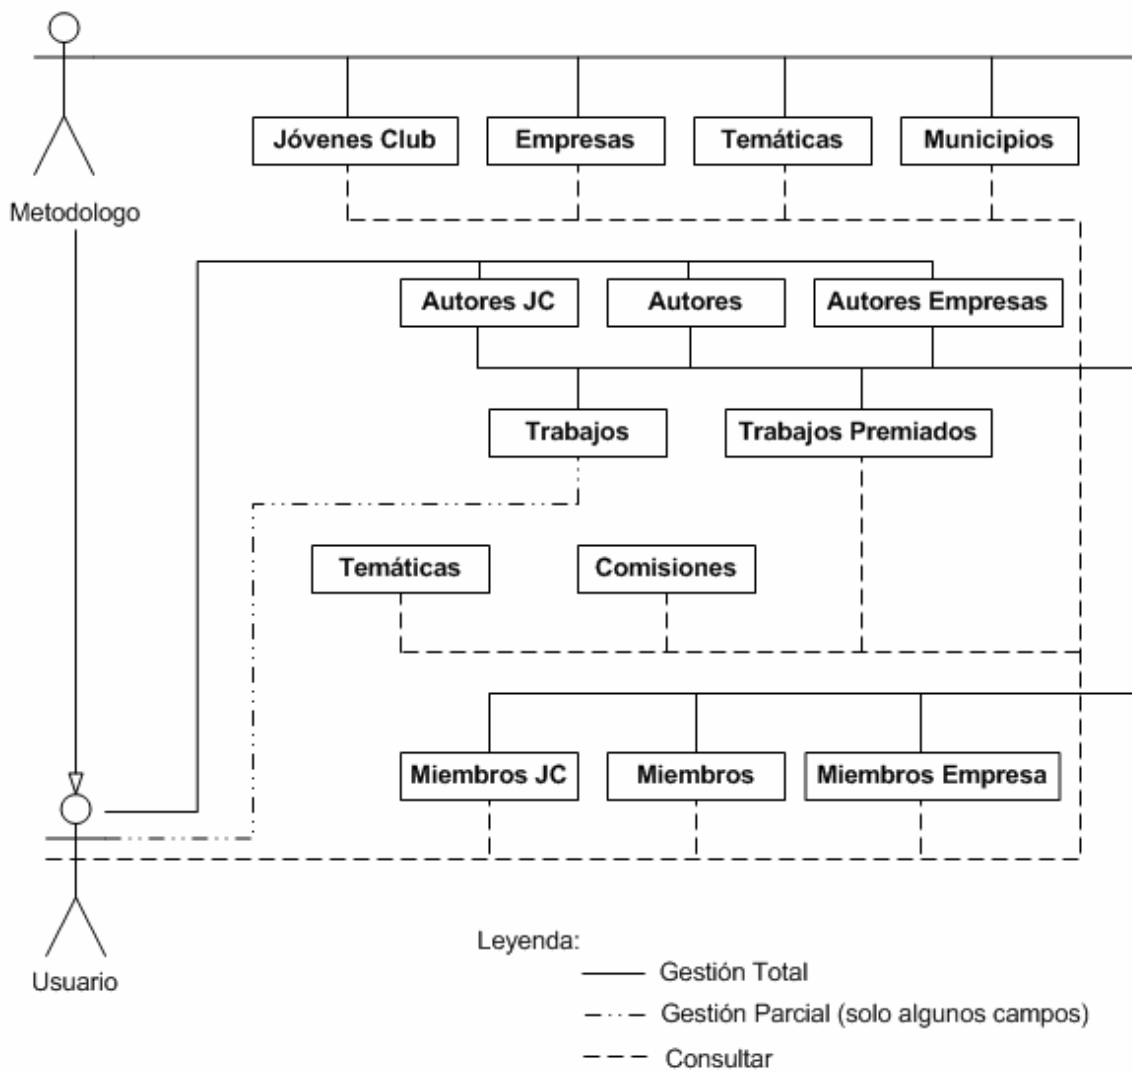 Jóvenes Club
Empresas
Temáticas
Municipios
Metodologo
Autores JC
Autores
Autores Empresas
Trabajos
Trabajos Premiados
Temáticas
Comisiones
Miembros JC
Miembros
Miembros Empresa
Usuario
Leyenda:
Gestión Total
Gestión Parcial (solo algunos campos)
Consultar